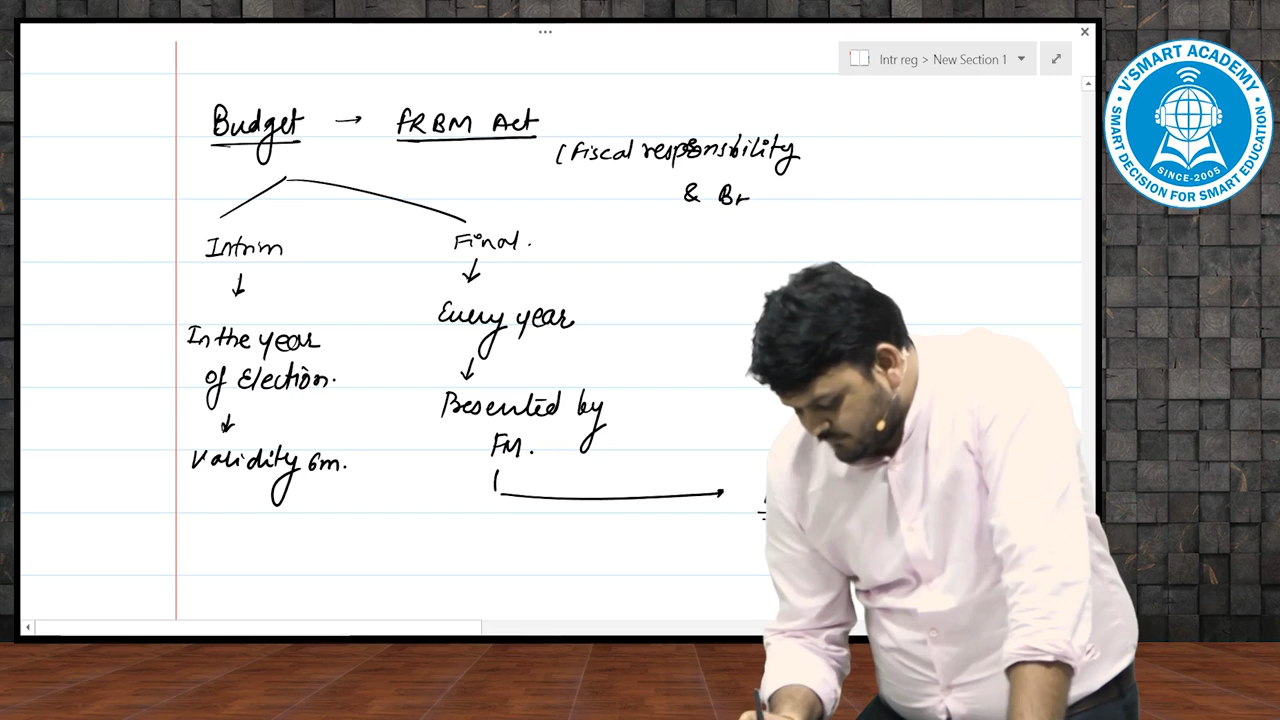 Intr reg > New Section 1
Budget → FRBM Act
(Fiscal responsibility
& Br
Intrim
Final.
In the year
of Election.
Validity 6m.
Every year
Presented by
FM.
V'SMART ACADEMY
SINCE-2005
SMART DECISION FOR SMART EDUCATION